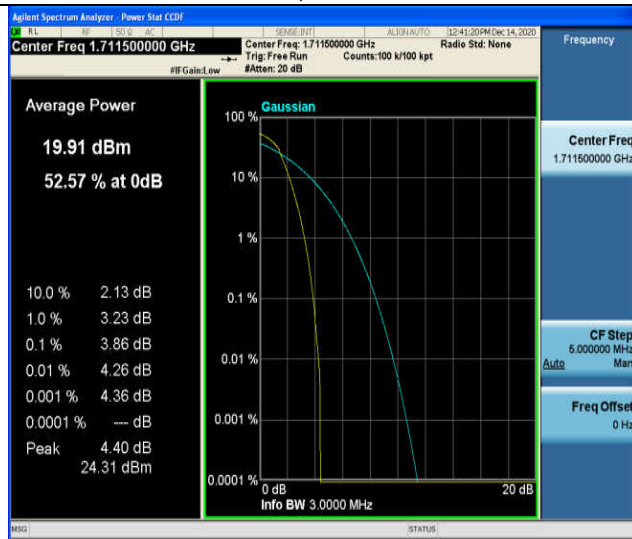 Agilent Spectrum Analyzer - Power Stat CCDF
RL RF 50 Ω AC SENSE:INT ALIGN AUTO 12:41:20 PM Dec 14, 2020
Center Freq 1.711500000 GHz
Center Freq: 1.711500000 GHz Radio Std: None
Trig: Free Run Counts:100 k/100 kpt
#IFGain:Low #Atten: 20 dB
Frequency
Average Power
19.91 dBm
52.57 % at 0dB
10.0 % 2.13 dB
1.0 % 3.23 dB
0.1 % 3.86 dB
0.01 % 4.26 dB
0.001 % 4.36 dB
0.0001 % --- dB
Peak 4.40 dB
24.31 dBm
Gaussian
100 %
10 %
1 %
0.1 %
0.01 %
0.001 %
0.0001 %
0 dB 20 dB
Info BW 3.0000 MHz
Center Freq
1.711500000 GHz
CF Step
5.000000 MHz
Auto Man
Freq Offset
0 Hz
MSG STATUS